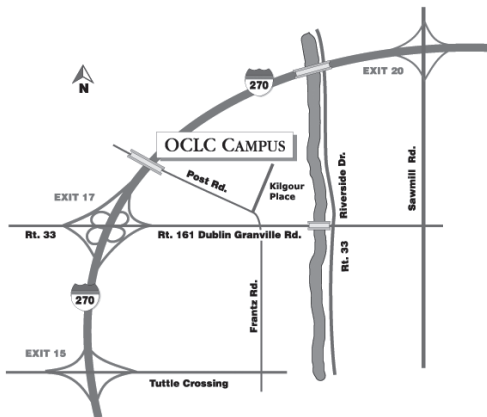 EXIT 20
270
N
OCLC CAMPUS
Post Rd.
Kilgour
Place
Riverside Dr.
Sawmill Rd.
EXIT 17
Rt. 33
Rt. 161 Dublin Granville Rd.
Rt. 33
270
Frantz Rd.
EXIT 15
Tuttle Crossing